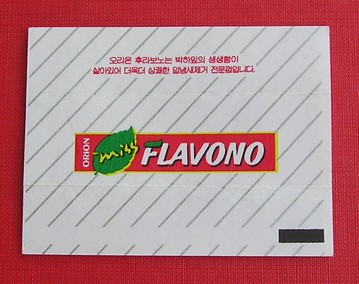 오리온 후라보노는 박하잎의 생생함이
살아있어 더욱더 상쾌한 입냄새제거 전문껌입니다.
ORION
miss
FLAVONO